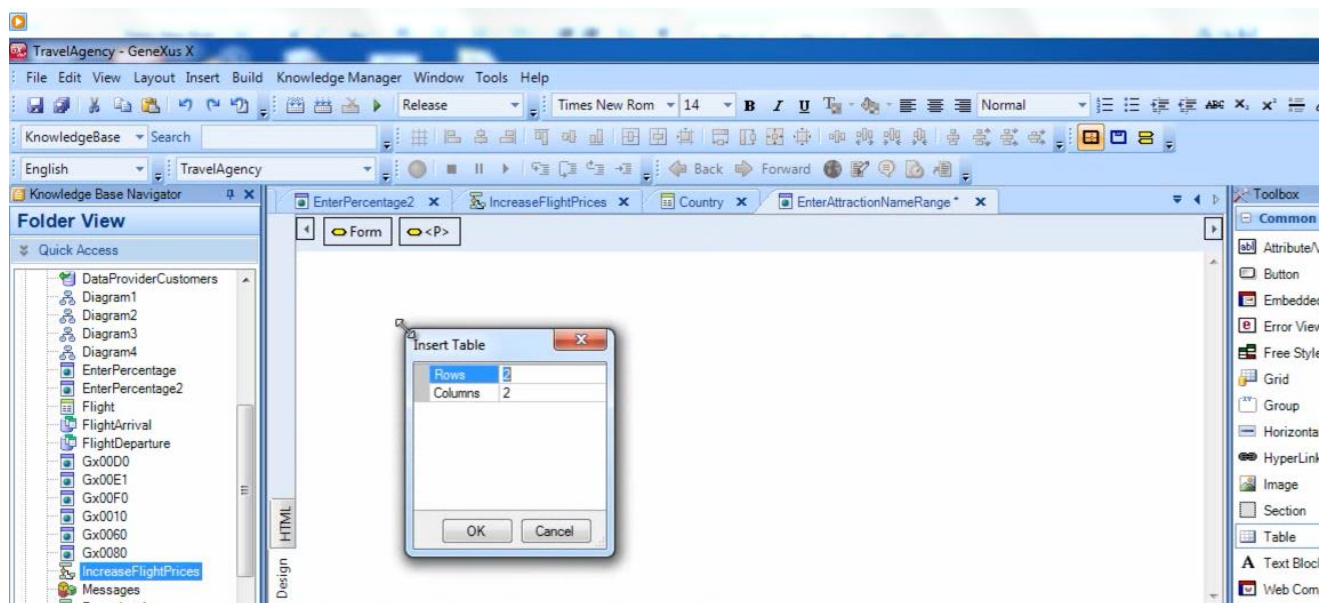 TravelAgency - GeneXus X
File Edit View Layout Insert Build Knowledge Manager Window Tools Help
Release Times New Rom 14 B I U Normal ABC
KnowledgeBase Search
English TravelAgency Back Forward
Knowledge Base Navigator
Folder View
Quick Access
DataProviderCustomers
Diagram1
Diagram2
Diagram3
Diagram4
EnterPercentage
EnterPercentage2
Flight
FlightArrival
FlightDeparture
Gx00D0
Gx00E1
Gx00F0
Gx0010
Gx0060
Gx0080
IncreaseFlightPrices
Messages
EnterPercentage2 IncreaseFlightPrices Country EnterAttractionNameRange *
Form <P>
Insert Table
Rows 2
Columns 2
OK Cancel
HTML
Design
Toolbox
Common
Attribute/V
Button
Embedded
Error View
Free Style
Grid
Group
Horizonta
HyperLink
Image
Section
Table
A Text Bloc
Web Com